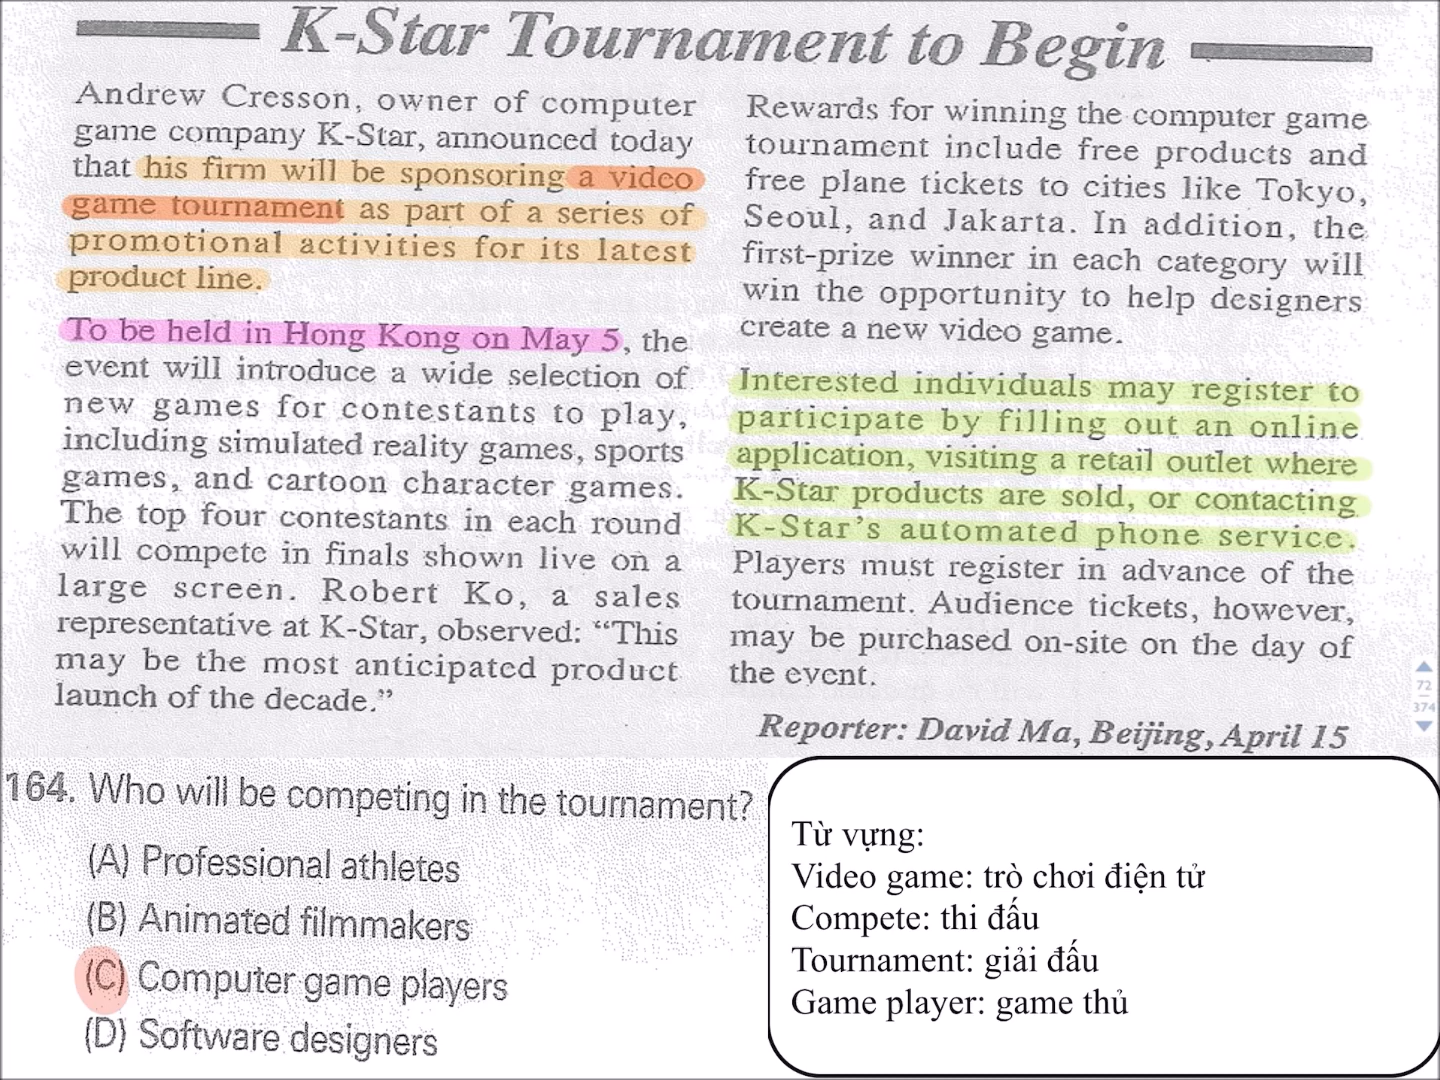 K-Star Tournament to Begin
Andrew Cresson, owner of computer
game company K-Star, announced today
that his firm will be sponsoring a video
game tournament as part of a series of
promotional activities for its latest
product line.
To be held in Hong Kong on May 5, the
event will introduce a wide selection of
new games for contestants to play,
including simulated reality games, sports
games, and cartoon character games.
The top four contestants in each round
will compete in finals shown live on a
large screen. Robert Ko, a sales
representative at K-Star, observed: “This
may be the most anticipated product
launch of the decade.”
Rewards for winning the computer game
tournament include free products and
free plane tickets to cities like Tokyo,
Seoul, and Jakarta. In addition, the
first-prize winner in each category will
win the opportunity to help designers
create a new video game.
Interested individuals may register to
participate by filling out an online
application, visiting a retail outlet where
K-Star products are sold, or contacting
K-Star’s automated phone service.
Players must register in advance of the
tournament. Audience tickets, however,
may be purchased on-site on the day of
the event.
Reporter: David Ma, Beijing, April 15
72
374
164. Who will be competing in the tournament?
(A) Professional athletes
(B) Animated filmmakers
(C) Computer game players
(D) Software designers
Từ vựng:
Video game: trò chơi điện tử
Compete: thi đấu
Tournament: giải đấu
Game player: game thủ